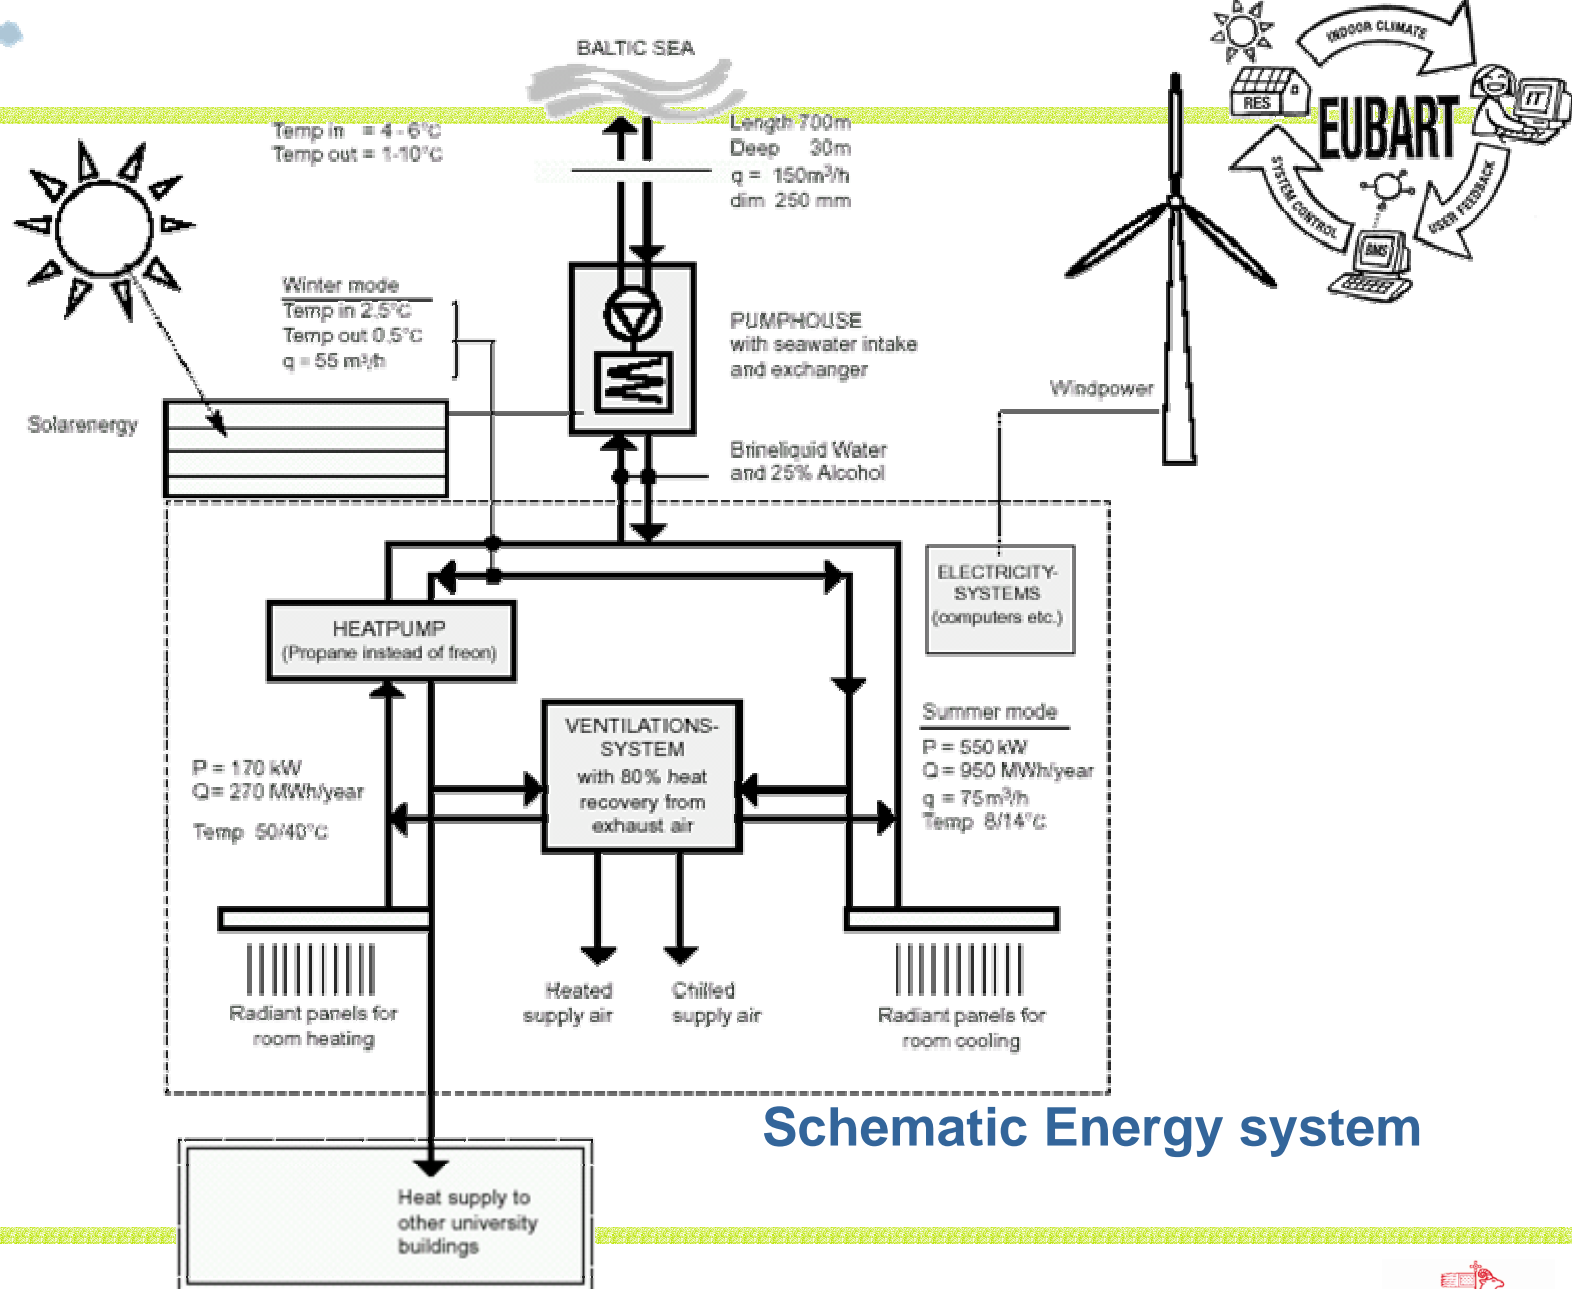 BALTIC SEA
Temp in = 4 - 6°C
Temp out = 1-10°C
Length 700m
Deep 30m
q = 150m³/h
dim 250 mm
INDOOR CLIMATE
RES
EUBART
IT
SYSTEM CONTROL
USER FEEDBACK
BMS
Winter mode
Temp in 2.5°C
Temp out 0.5°C
q = 55 m³/h
PUMPHOUSE
with seawater intake
and exchanger
Windpower
Solarenergy
Brineliquid Water
and 25% Alcohol
ELECTRICITY-
SYSTEMS
(computers etc.)
HEATPUMP
(Propane instead of freon)
VENTILATIONS-
SYSTEM
with 80% heat
recovery from
exhaust air
Summer mode
P = 550 kW
Q = 950 MWh/year
q = 75m³/h
Temp 8/14°C
P = 170 kW
Q= 270 MWh/year
Temp 50/40°C
Heated
supply air
Chilled
supply air
Radiant panels for
room heating
Radiant panels for
room cooling
Schematic Energy system
Heat supply to
other university
buildings